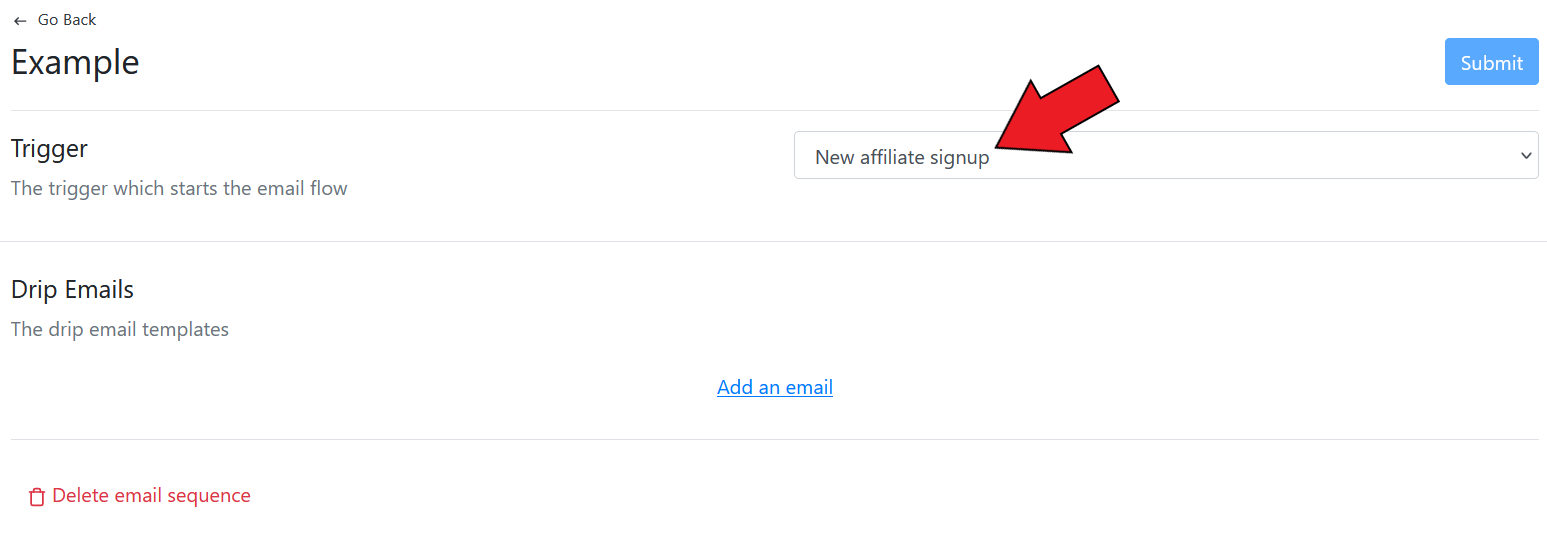 Go Back
Example
Submit
Trigger
New affiliate signup
The trigger which starts the email flow
Drip Emails
The drip email templates
Add an email
Delete email sequence